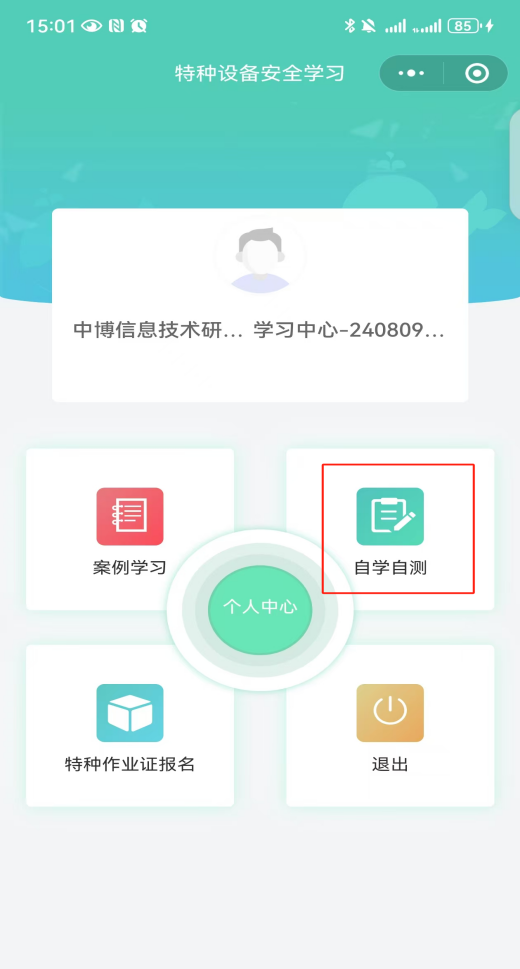 15:01
85
特种设备安全学习
中博信息技术研... 学习中心-240809...
案例学习
自学自测
个人中心
特种作业证报名
退出